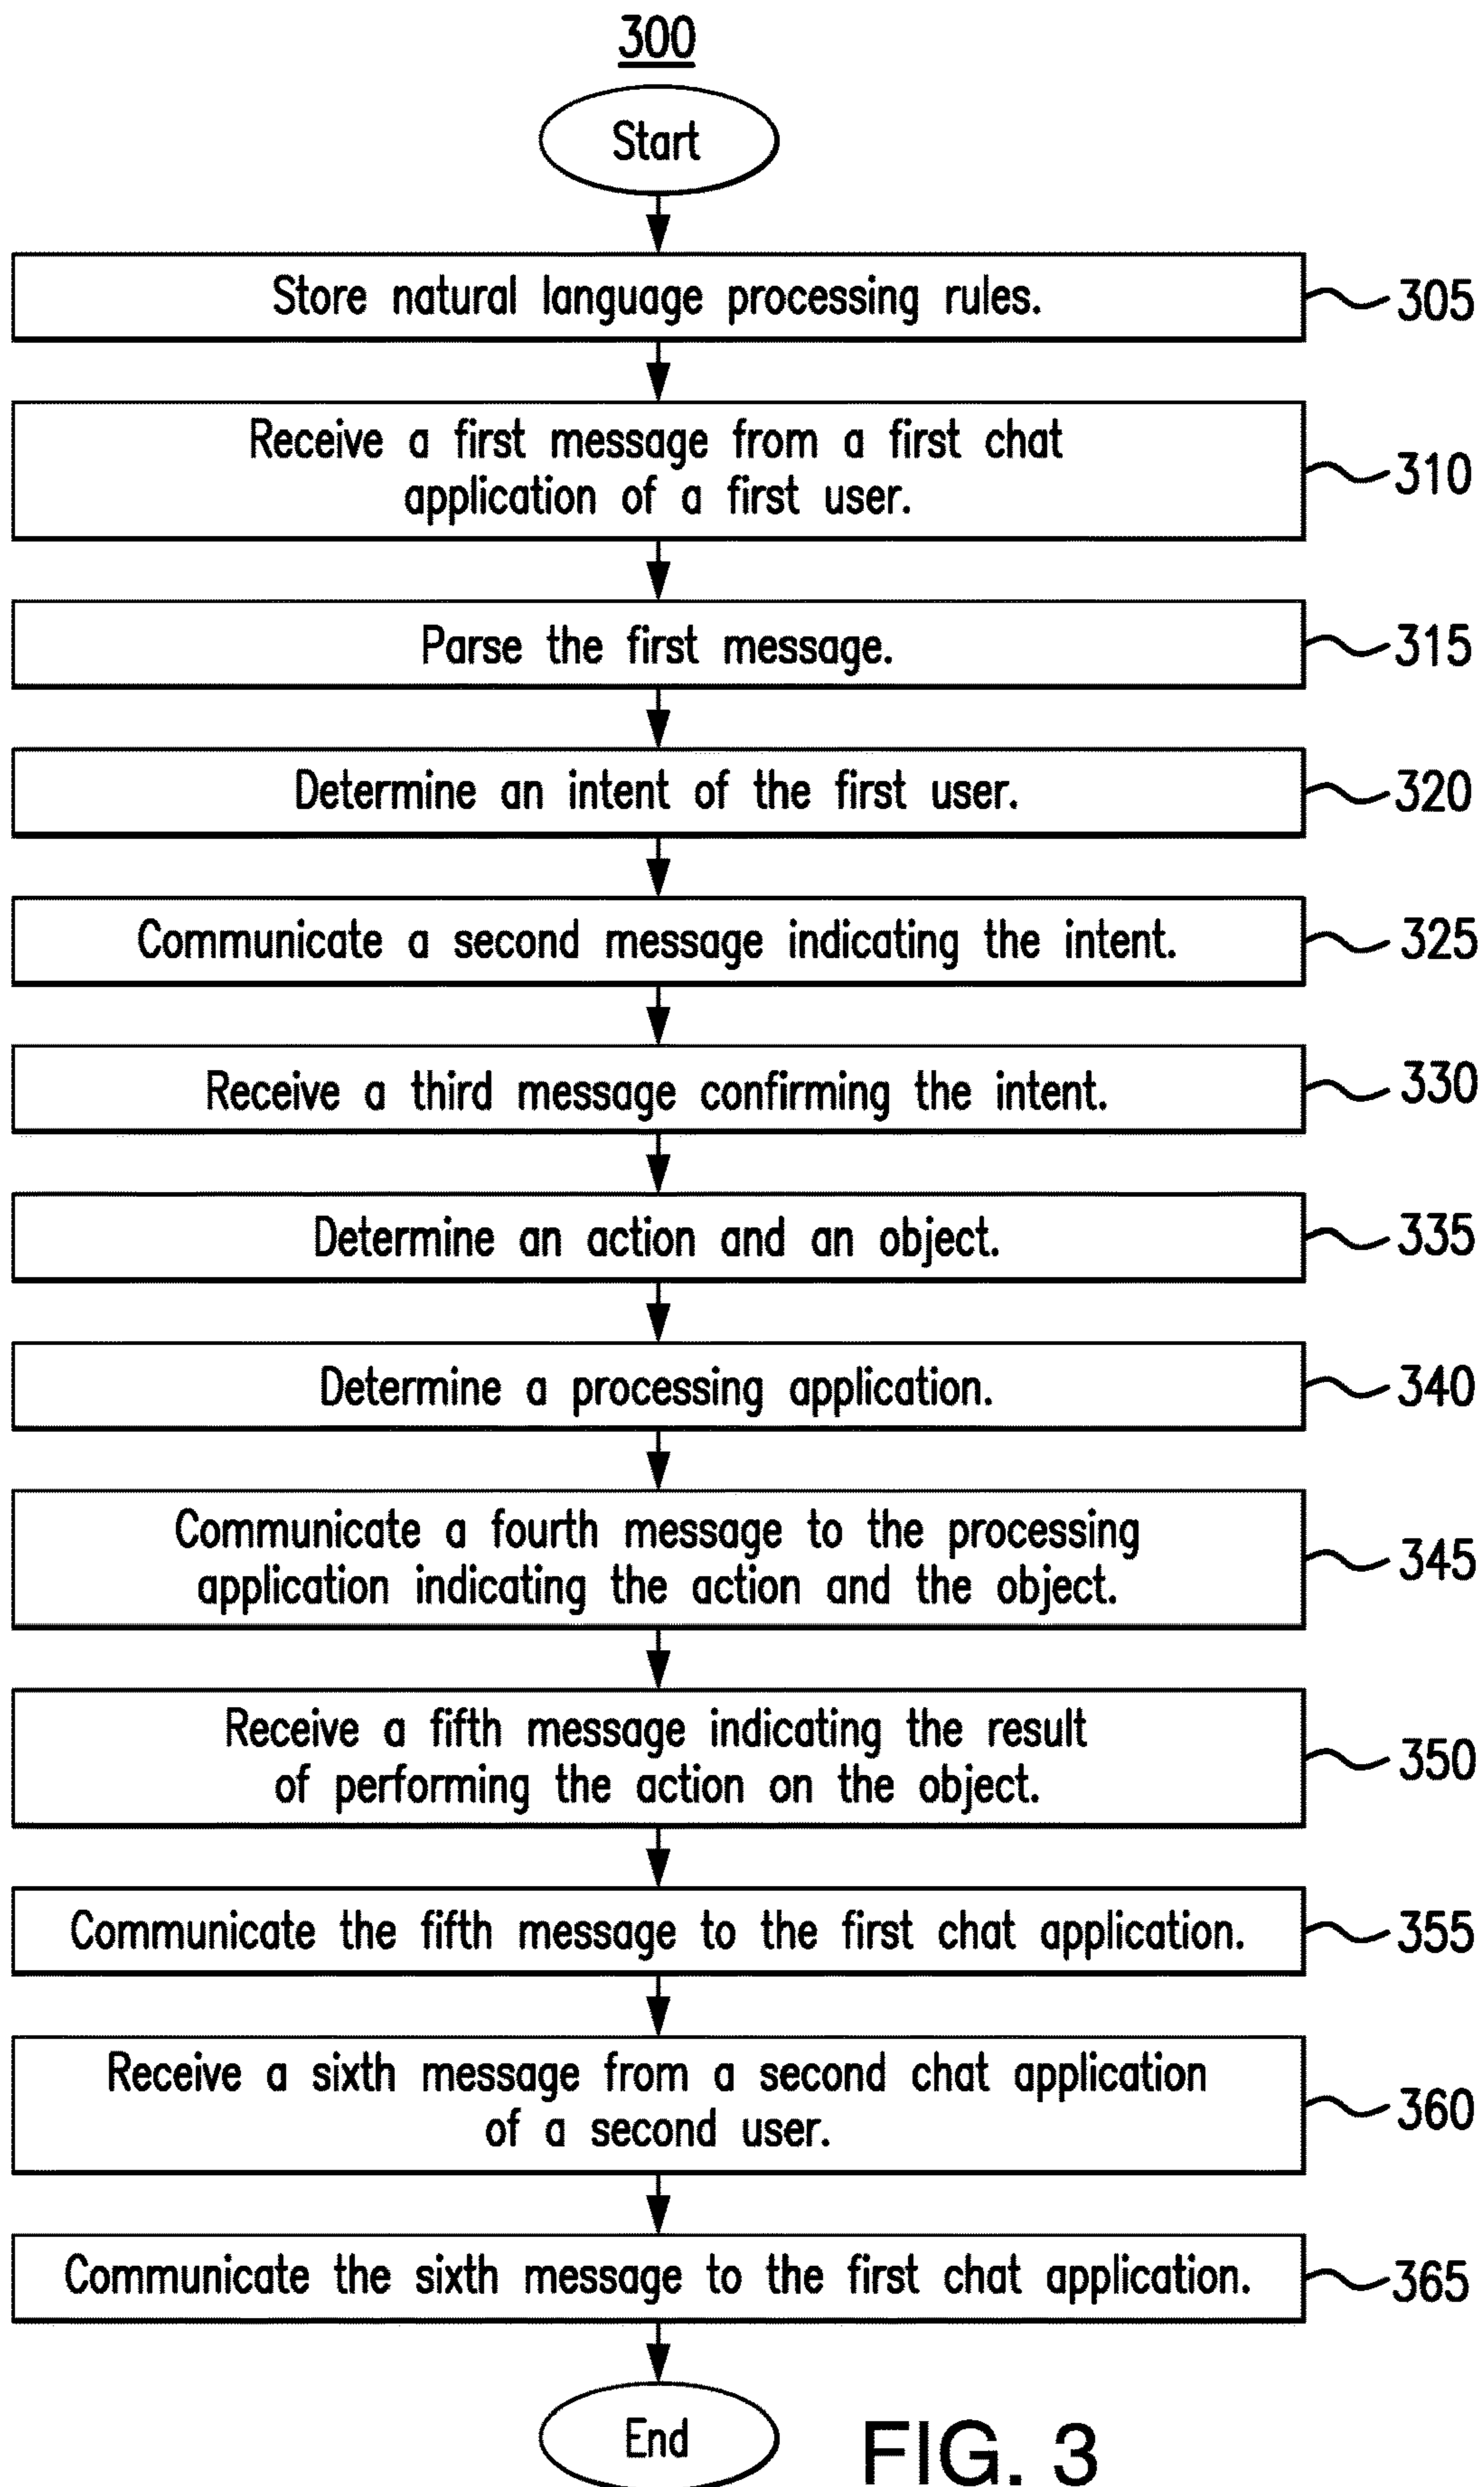 300
Start
Store natural language processing rules.
305
Receive a first message from a first chat
application of a first user.
310
Parse the first message.
315
Determine an intent of the first user.
320
Communicate a second message indicating the intent.
325
Receive a third message confirming the intent.
330
Determine an action and an object.
335
Determine a processing application.
340
Communicate a fourth message to the processing
application indicating the action and the object.
345
Receive a fifth message indicating the result
of performing the action on the object.
350
Communicate the fifth message to the first chat application.
355
Receive a sixth message from a second chat application
of a second user.
360
Communicate the sixth message to the first chat application.
365
End
FIG. 3